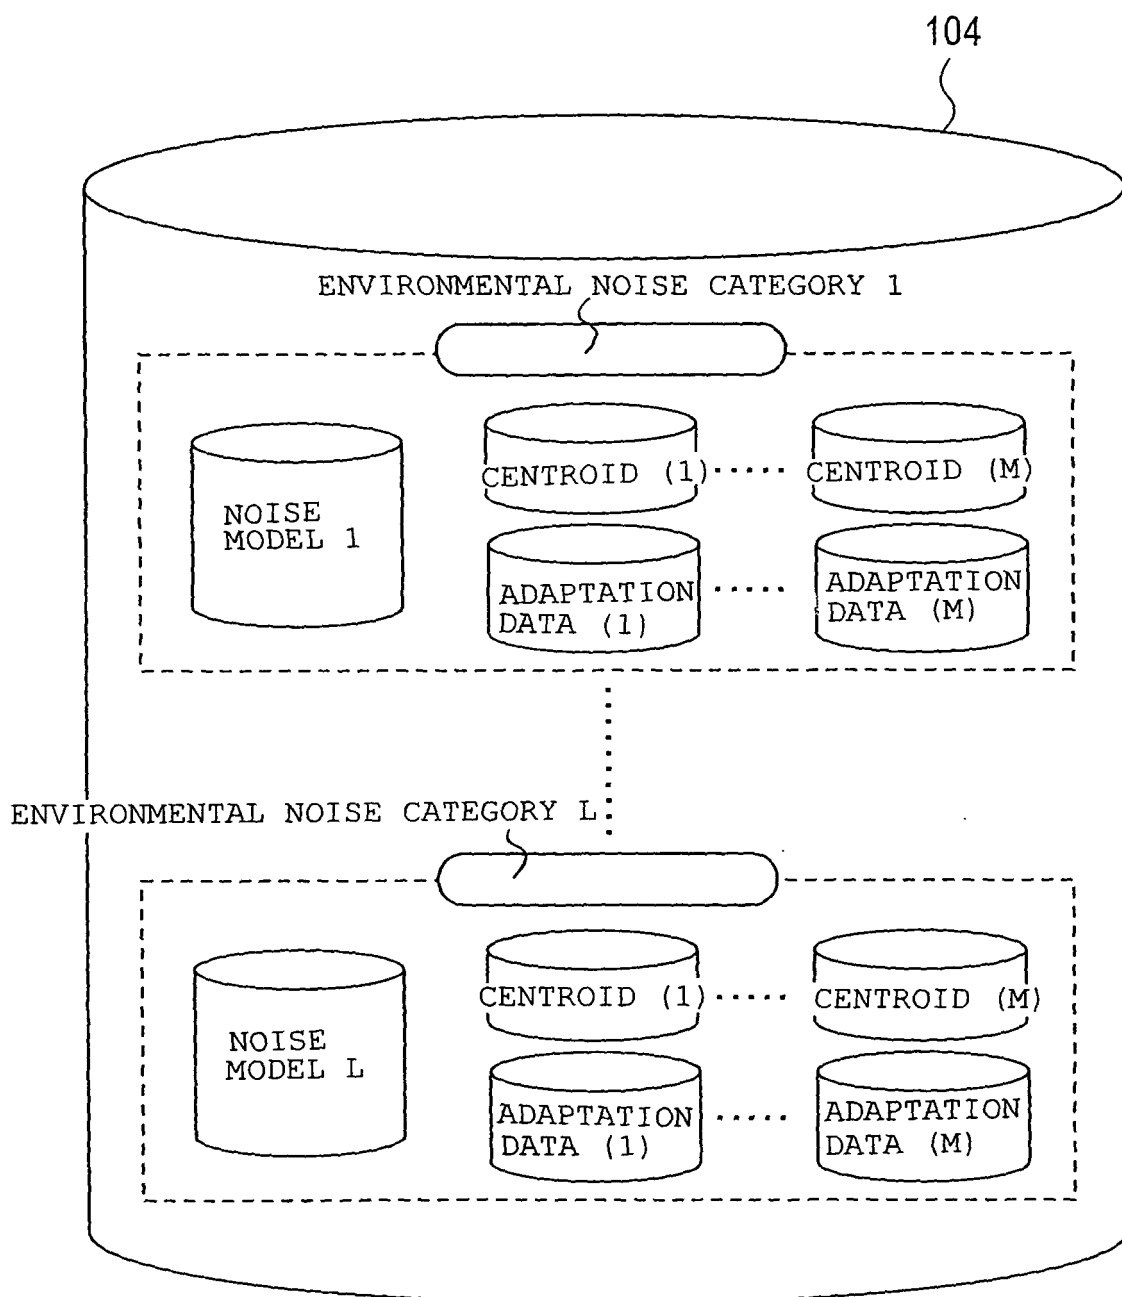 104
ENVIRONMENTAL NOISE CATEGORY 1
NOISE
MODEL 1
CENTROID (1) ····· CENTROID (M)
ADAPTATION
DATA (1)
·····
ADAPTATION
DATA (M)
ENVIRONMENTAL NOISE CATEGORY L
NOISE
MODEL L
CENTROID (1) ····· CENTROID (M)
ADAPTATION
DATA (1)
·····
ADAPTATION
DATA (M)